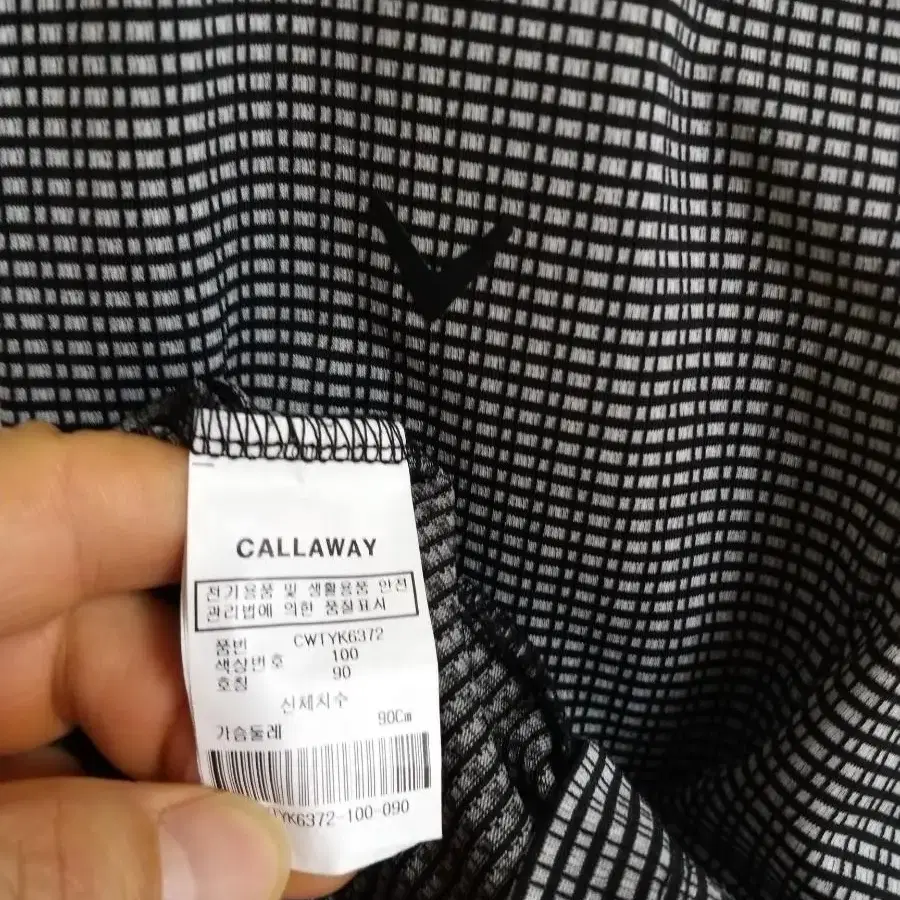 CALLAWAY
전기용품 및 생활용품 안전
관리법에 의한 품질표시
품번 CWTYK6372
색상번호 100
호칭 90
신체치수
가슴둘레 90Cm
TYK6372-100-090